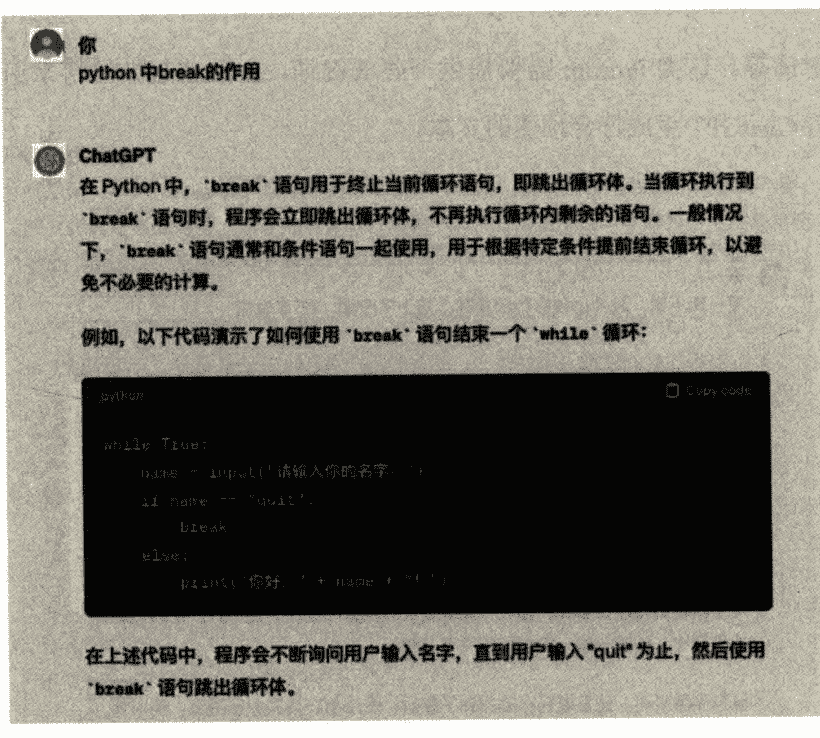 你
python 中break的作用
ChatGPT
在 Python 中，`break` 语句用于终止当前循环语句，即跳出循环体。当循环执行到
`break` 语句时，程序会立即跳出循环体，不再执行循环内剩余的语句。一般情况
下，`break` 语句通常和条件语句一起使用，用于根据特定条件提前结束循环，以避
免不必要的计算。
例如，以下代码演示了如何使用 `break` 语句结束一个 `while` 循环：
python
Copy code
while True:
name = input("请输入你的名字：")
if name == "quit":
break
else:
print("你好，" + name + "!")
在上述代码中，程序会不断询问用户输入名字，直到用户输入 "quit" 为止，然后使用
`break` 语句跳出循环体。